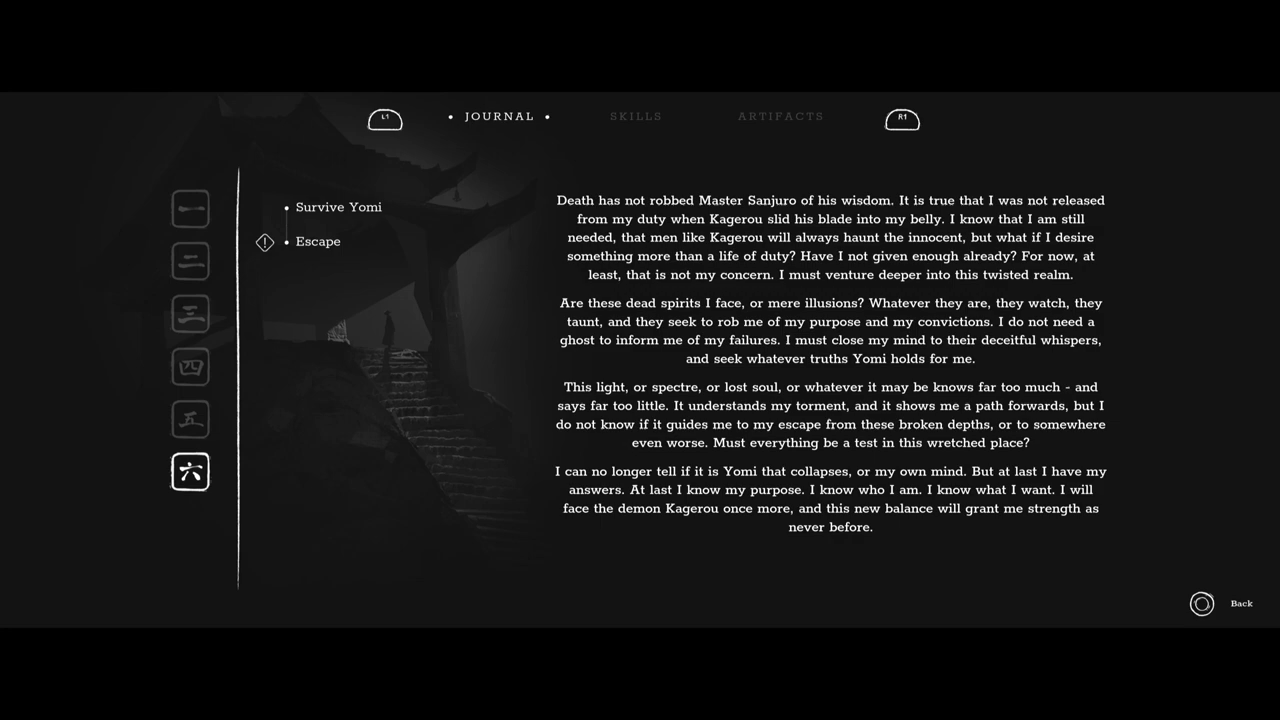 L1
• JOURNAL •
SKILLS
ARTIFACTS
R1
一
二
三
四
五
六
• Survive Yomi
! • Escape
Death has not robbed Master Sanjuro of his wisdom. It is true that I was not released
from my duty when Kagerou slid his blade into my belly. I know that I am still
needed, that men like Kagerou will always haunt the innocent, but what if I desire
something more than a life of duty? Have I not given enough already? For now, at
least, that is not my concern. I must venture deeper into this twisted realm.
Are these dead spirits I face, or mere illusions? Whatever they are, they watch, they
taunt, and they seek to rob me of my purpose and my convictions. I do not need a
ghost to inform me of my failures. I must close my mind to their deceitful whispers,
and seek whatever truths Yomi holds for me.
This light, or spectre, or lost soul, or whatever it may be knows far too much - and
says far too little. It understands my torment, and it shows me a path forwards, but I
do not know if it guides me to my escape from these broken depths, or to somewhere
even worse. Must everything be a test in this wretched place?
I can no longer tell if it is Yomi that collapses, or my own mind. But at last I have my
answers. At last I know my purpose. I know who I am. I know what I want. I will
face the demon Kagerou once more, and this new balance will grant me strength as
never before.
Back